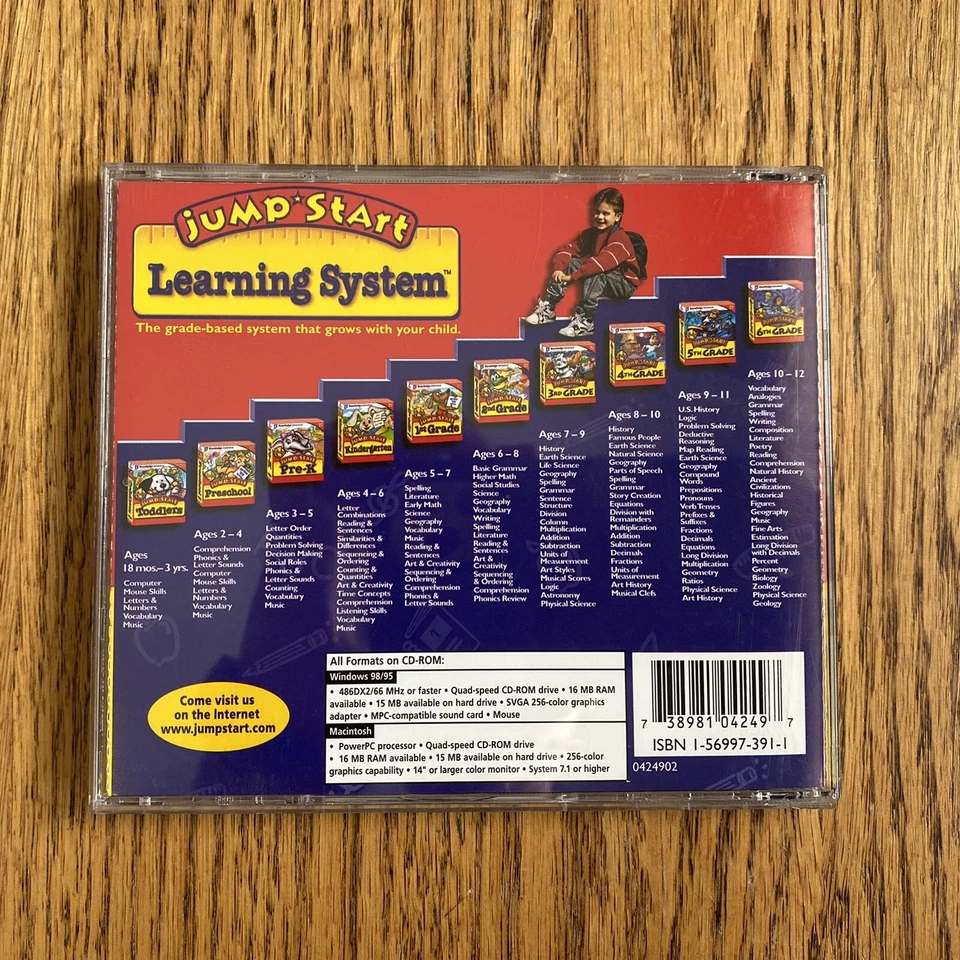 JUMP★START
Learning System™
The grade-based system that grows with your child.
Toddlers
Ages
18 mos.–3 yrs.
Computer
Mouse Skills
Letters &
Numbers
Vocabulary
Music
Preschool
Ages 2–4
Comprehension
Phonics &
Letter Sounds
Computer
Mouse Skills
Letters &
Numbers
Vocabulary
Music
Pre-K
Ages 3–5
Letter Order
Quantities
Problem Solving
Decision Making
Social Roles
Phonics &
Letter Sounds
Counting
Vocabulary
Music
Kindergarten
Ages 4–6
Letter
Combinations
Reading &
Sentences
Similarities &
Differences
Sequencing &
Ordering
Counting &
Quantities
Art & Creativity
Time Concepts
Comprehension
Listening Skills
Vocabulary
Music
JUMP START
1st Grade
Ages 5–7
Spelling
Literature
Early Math
Science
Geography
Vocabulary
Music
Reading &
Sentences
Art & Creativity
Sequencing &
Ordering
Comprehension
Phonics &
Letter Sounds
JUMP START
2nd Grade
Ages 6–8
Basic Grammar
Higher Math
Social Studies
Science
Geography
Vocabulary
Writing
Spelling
Literature
Reading &
Sentences
Art &
Creativity
Sequencing
& Ordering
Comprehension
Phonics Review
JUMP START
3RD GRADE
Ages 7–9
History
Earth Science
Life Science
Geography
Spelling
Grammar
Sentence
Structure
Division
Column
Multiplication
Addition
Subtraction
Units of
Measurement
Art Styles
Musical Scores
Logic
Astronomy
Physical Science
JUMP START
4TH GRADE
Ages 8–10
History
Famous People
Earth Science
Natural Science
Geography
Parts of Speech
Spelling
Grammar
Story Creation
Equations
Division with
Remainders
Multiplication
Addition
Subtraction
Decimals
Fractions
Units of
Measurement
Art History
Musical Clefs
JUMP START
5TH GRADE
Ages 9–11
U.S. History
Logic
Problem Solving
Deductive
Reasoning
Map Reading
Earth Science
Geography
Compound
Words
Prepositions
Pronouns
Verb Tenses
Prefixes &
Suffixes
Fractions
Decimals
Equations
Long Division
Multiplication
Geometry
Ratios
Physical Science
Art History
JUMP START
6TH GRADE
Ages 10–12
Vocabulary
Analogies
Grammar
Spelling
Writing
Composition
Literature
Poetry
Reading
Comprehension
Natural History
Ancient
Civilizations
Historical
Figures
Geography
Music
Fine Arts
Estimation
Long Division
with Decimals
Percent
Geometry
Biology
Zoology
Physical Science
Geology
Come visit us
on the Internet
www.jumpstart.com
All Formats on CD-ROM:
Windows 98/95
• 486DX2/66 MHz or faster • Quad-speed CD-ROM drive • 16 MB RAM
available • 15 MB available on hard drive • SVGA 256-color graphics
adapter • MPC-compatible sound card • Mouse
Macintosh
• PowerPC processor • Quad-speed CD-ROM drive
• 16 MB RAM available • 15 MB available on hard drive • 256-color
graphics capability • 14" or larger color monitor • System 7.1 or higher
7 38981 04249 7
ISBN 1-56997-391-1
0424902